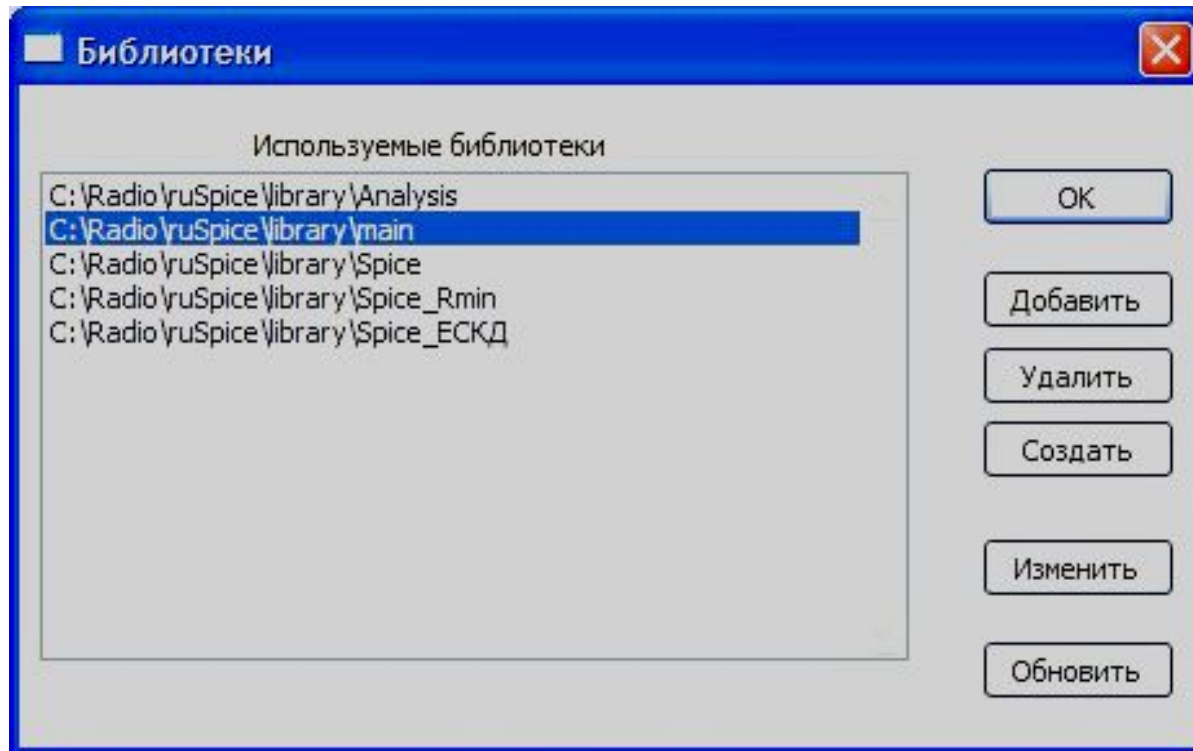 Библиотеки
Используемые библиотеки
C:\Radio\ruSpice\library\Analysis
C:\Radio\ruSpice\library\main
C:\Radio\ruSpice\library\Spice
C:\Radio\ruSpice\library\Spice_Rmin
C:\Radio\ruSpice\library\Spice_ЕСКД
OK
Добавить
Удалить
Создать
Изменить
Обновить